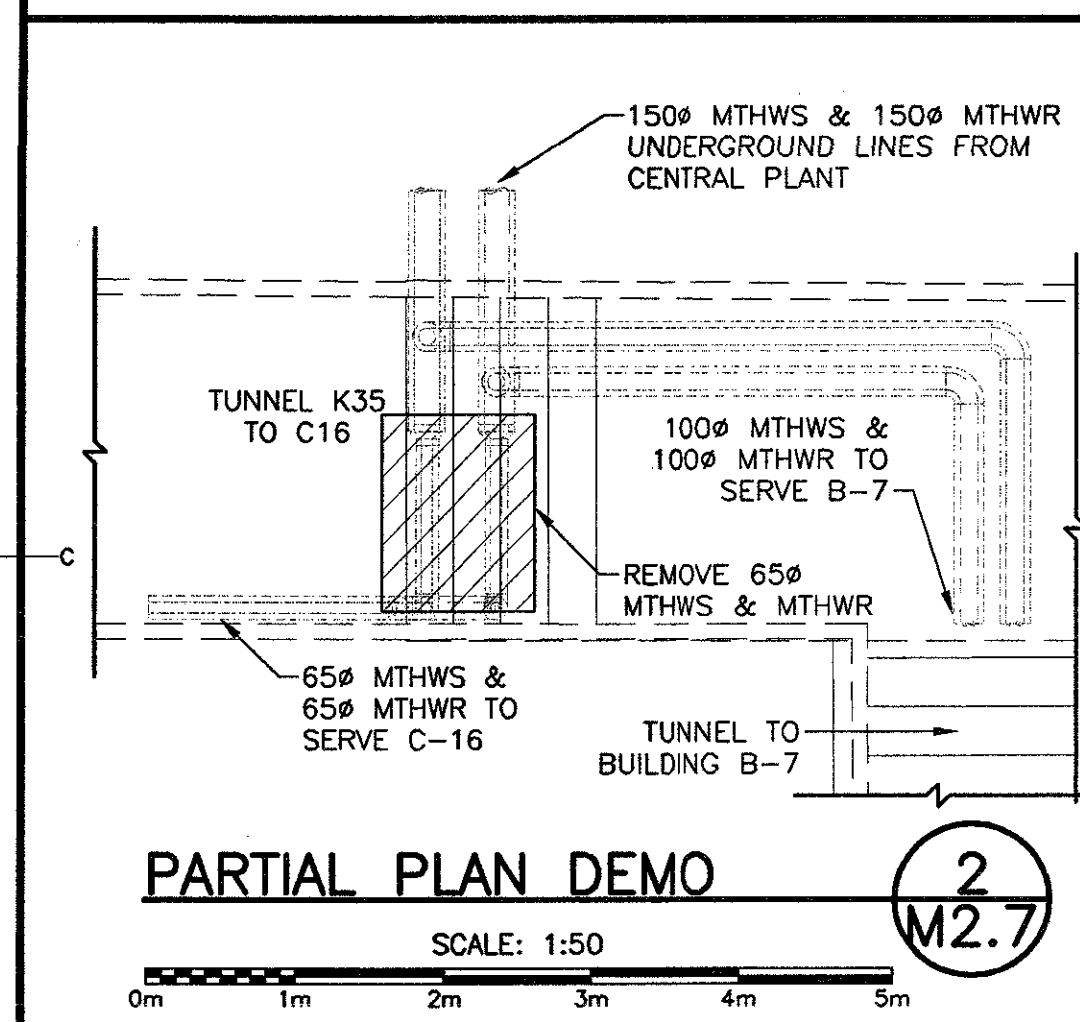 150ø MTHWS & 150ø MTHWR
UNDERGROUND LINES FROM
CENTRAL PLANT
TUNNEL K35
TO C16
100ø MTHWS &
100ø MTHWR TO
SERVE B-7
C
REMOVE 65ø
MTHWS & MTHWR
65ø MTHWS &
65ø MTHWR TO
SERVE C-16
TUNNEL TO
BUILDING B-7
PARTIAL PLAN DEMO
2
M2.7
SCALE: 1:50
0m 1m 2m 3m 4m 5m